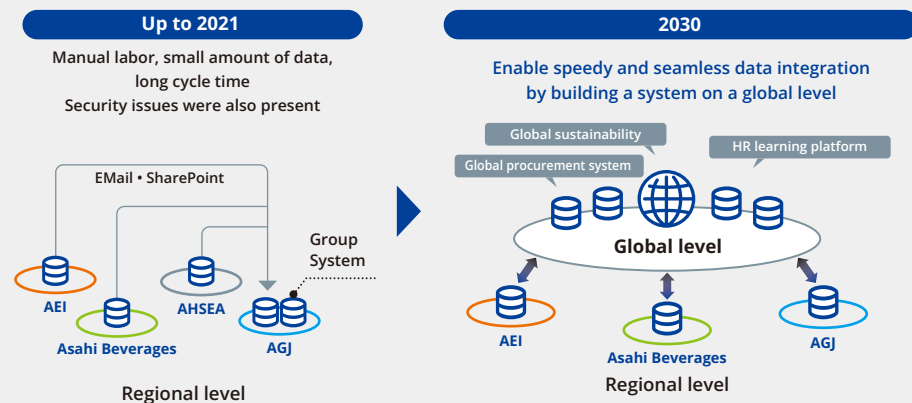 Up to 2021
Manual labor, small amount of data,
long cycle time
Security issues were also present
EMail • SharePoint
Group
System
AEI
AHSEA
Asahi Beverages
AGJ
Regional level
2030
Enable speedy and seamless data integration
by building a system on a global level
Global sustainability
HR learning platform
Global procurement system
Global level
AEI
Asahi Beverages
AGJ
Regional level